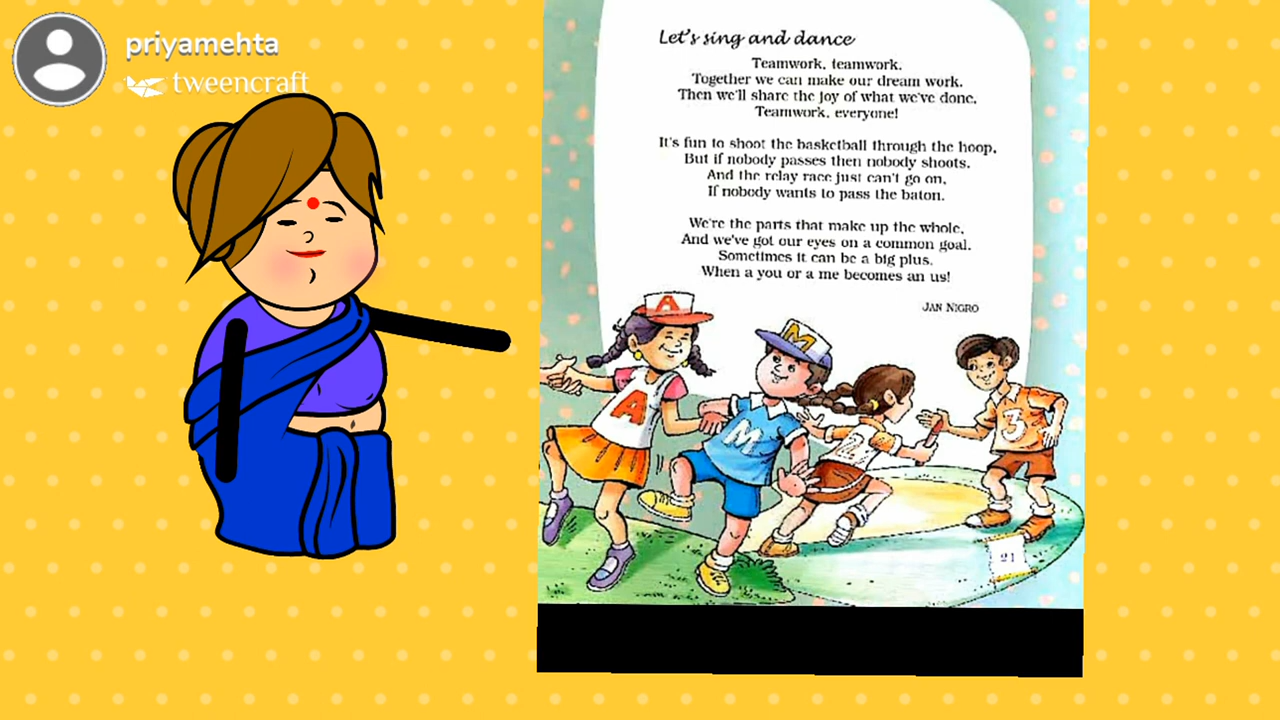 priyamehta
tweencraft
Let's sing and dance
Teamwork, teamwork.
Together we can make our dream work.
Then we'll share the joy of what we've done.
Teamwork, everyone!
It's fun to shoot the basketball through the hoop,
But if nobody passes then nobody shoots.
And the relay race just can't go on,
If nobody wants to pass the baton.
We're the parts that make up the whole,
And we've got our eyes on a common goal.
Sometimes it can be a big plus,
When a you or a me becomes an us!
JAN NIGRO
A
M
A
M
2
3
21